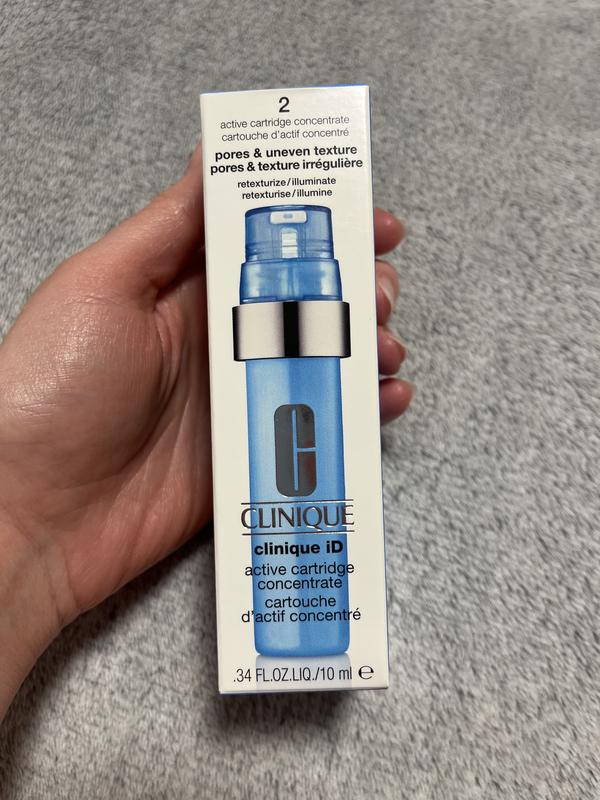 2
active cartridge concentrate
cartouche d'actif concentré
pores & uneven texture
pores & texture irrégulière
retexturize/illuminate
retexturise/illumine
CLINIQUE
clinique iD
active cartridge
concentrate
cartouche
d'actif concentré
.34 FL.OZ.LIQ./10 ml ℮